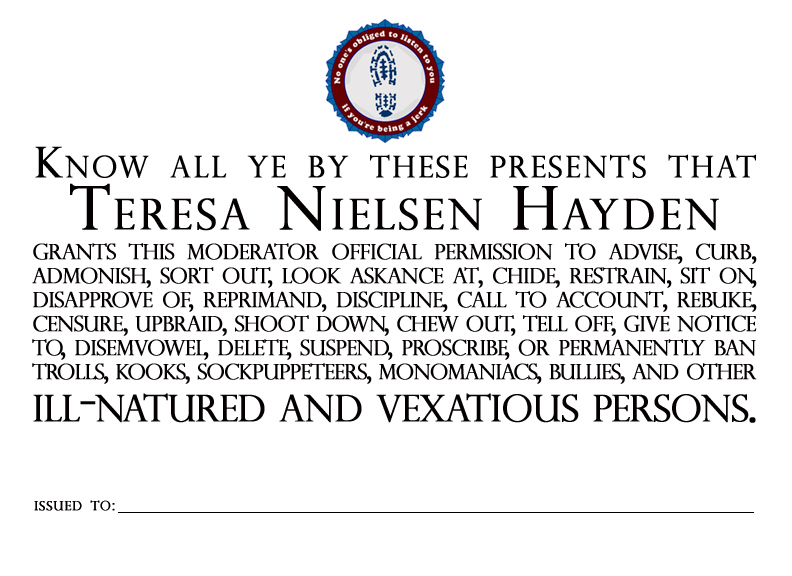 No one's obliged to listen to you
if you're being a jerk
KNOW ALL YE BY THESE PRESENTS THAT
TERESA NIELSEN HAYDEN
GRANTS THIS MODERATOR OFFICIAL PERMISSION TO ADVISE, CURB,
ADMONISH, SORT OUT, LOOK ASKANCE AT, CHIDE, RESTRAIN, SIT ON,
DISAPPROVE OF, REPRIMAND, DISCIPLINE, CALL TO ACCOUNT, REBUKE,
CENSURE, UPBRAID, SHOOT DOWN, CHEW OUT, TELL OFF, GIVE NOTICE
TO, DISEMVOWEL, DELETE, SUSPEND, PROSCRIBE, OR PERMANENTLY BAN
TROLLS, KOOKS, SOCKPUPPETEERS, MONOMANIACS, BULLIES, AND OTHER
ILL-NATURED AND VEXATIOUS PERSONS.
ISSUED TO: